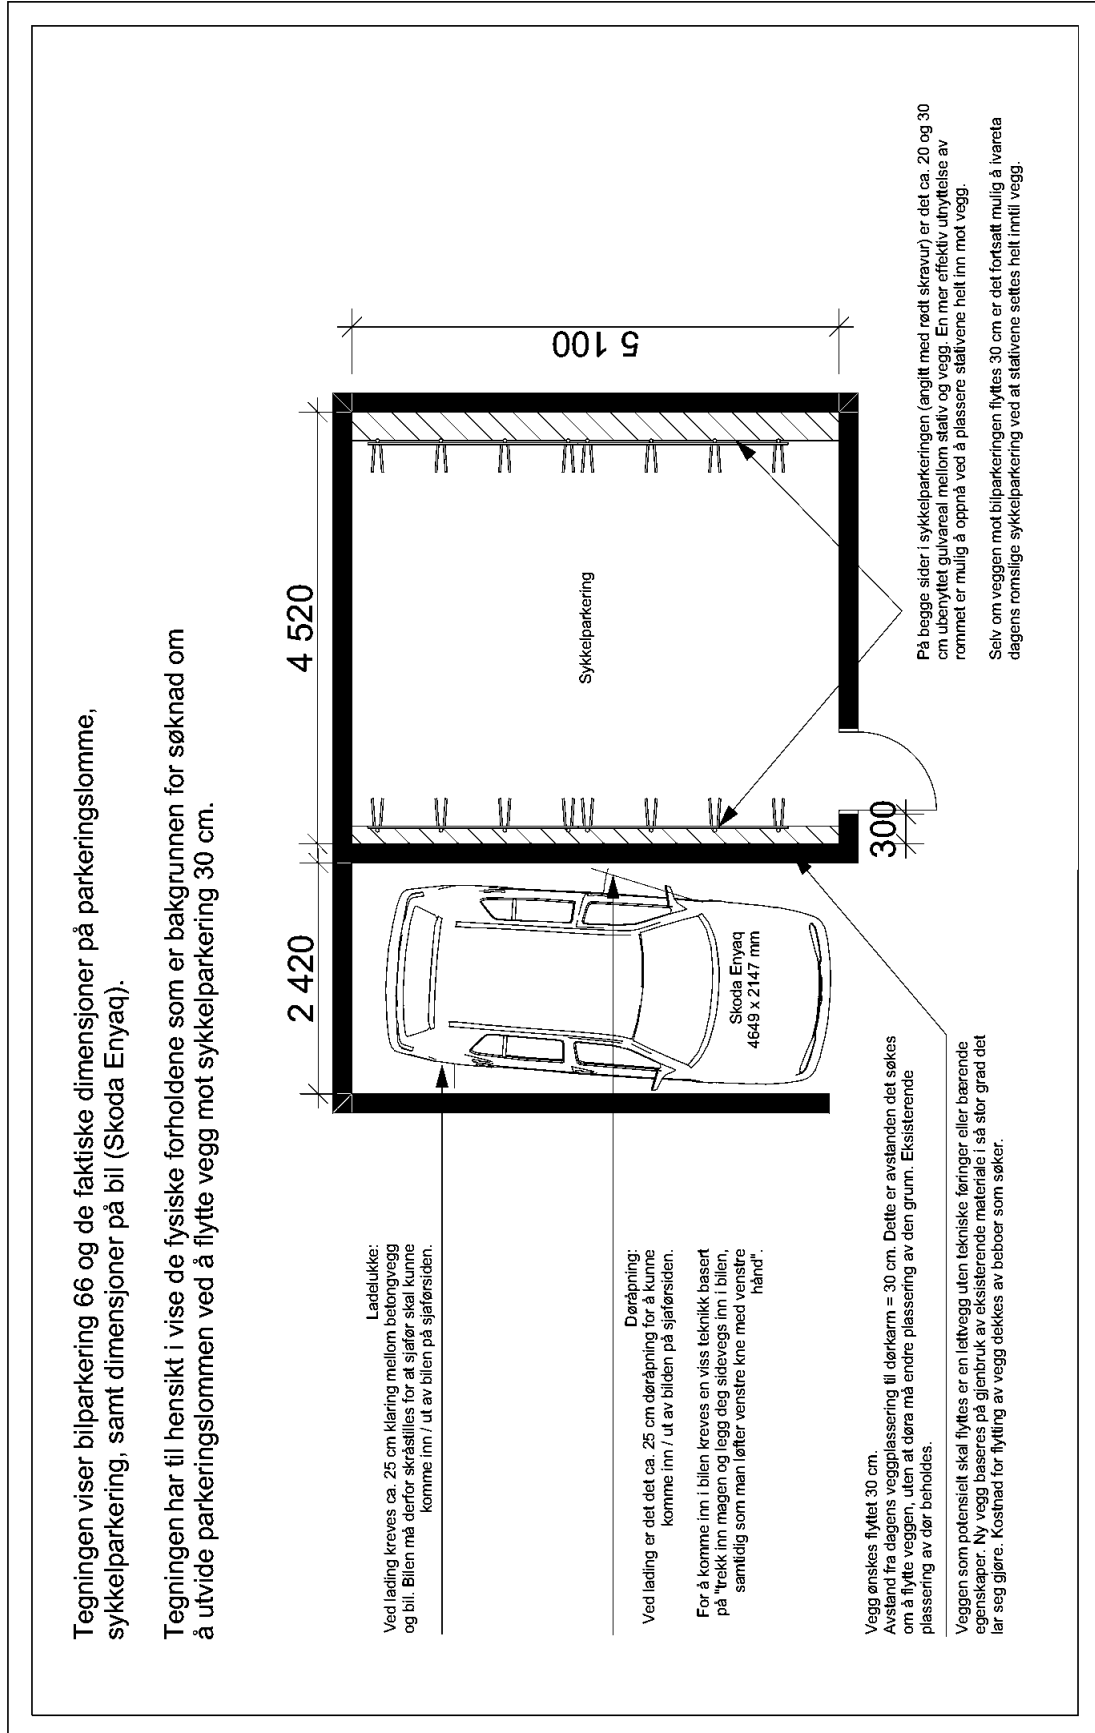 Tegningen viser bilparkering 66 og de faktiske dimensjoner på parkeringslomme,
sykkelparkering, samt dimensjoner på bil (Skoda Enyaq).
Tegningen har til hensikt i vise de fysiske forholdene som er bakgrunnen for søknad om
å utvide parkeringslommen ved å flytte vegg mot sykkelparkering 30 cm.
2 420
4 520
5 100
Ladelukke:
Ved lading kreves ca. 25 cm klaring mellom betongvegg
og bil. Bilen må derfor skråstilles for at sjafør skal kunne
komme inn / ut av bilen på sjaførsiden.
Døråpning:
Ved lading er det det ca. 25 cm døråpning for å kunne
komme inn / ut av bilden på sjaførsiden.
For å komme inn i bilen kreves en viss teknikk basert
på "trekk inn magen og legg deg sidevegs inn i bilen,
samtidig som man løfter venstre kne med venstre
hånd".
Skoda Enyaq
4649 x 2147 mm
Sykkelparkering
300
Vegg ønskes flyttet 30 cm.
Avstand fra dagens veggplassering til dørkarm = 30 cm. Dette er avstanden det søkes
om å flytte veggen, uten at døra må endre plassering av den grunn. Eksisterende
plassering av dør beholdes.
Veggen som potensielt skal flyttes er en lettvegg uten tekniske føringer eller bærende
egenskaper. Ny vegg baseres på gjenbruk av eksisterende materiale i så stor grad det
lar seg gjøre. Kostnad for flytting av vegg dekkes av beboer som søker.
På begge sider i sykkelparkeringen (angitt med rødt skravur) er det ca. 20 og 30
cm ubenyttet gulvareal mellom stativ og vegg. En mer effektiv utnyttelse av
rommet er mulig å oppnå ved å plassere stativene helt inn mot vegg.
Selv om veggen mot bilparkeringen flyttes 30 cm er det fortsatt mulig å ivareta
dagens romslige sykkelparkering ved at stativene settes helt inntil vegg.